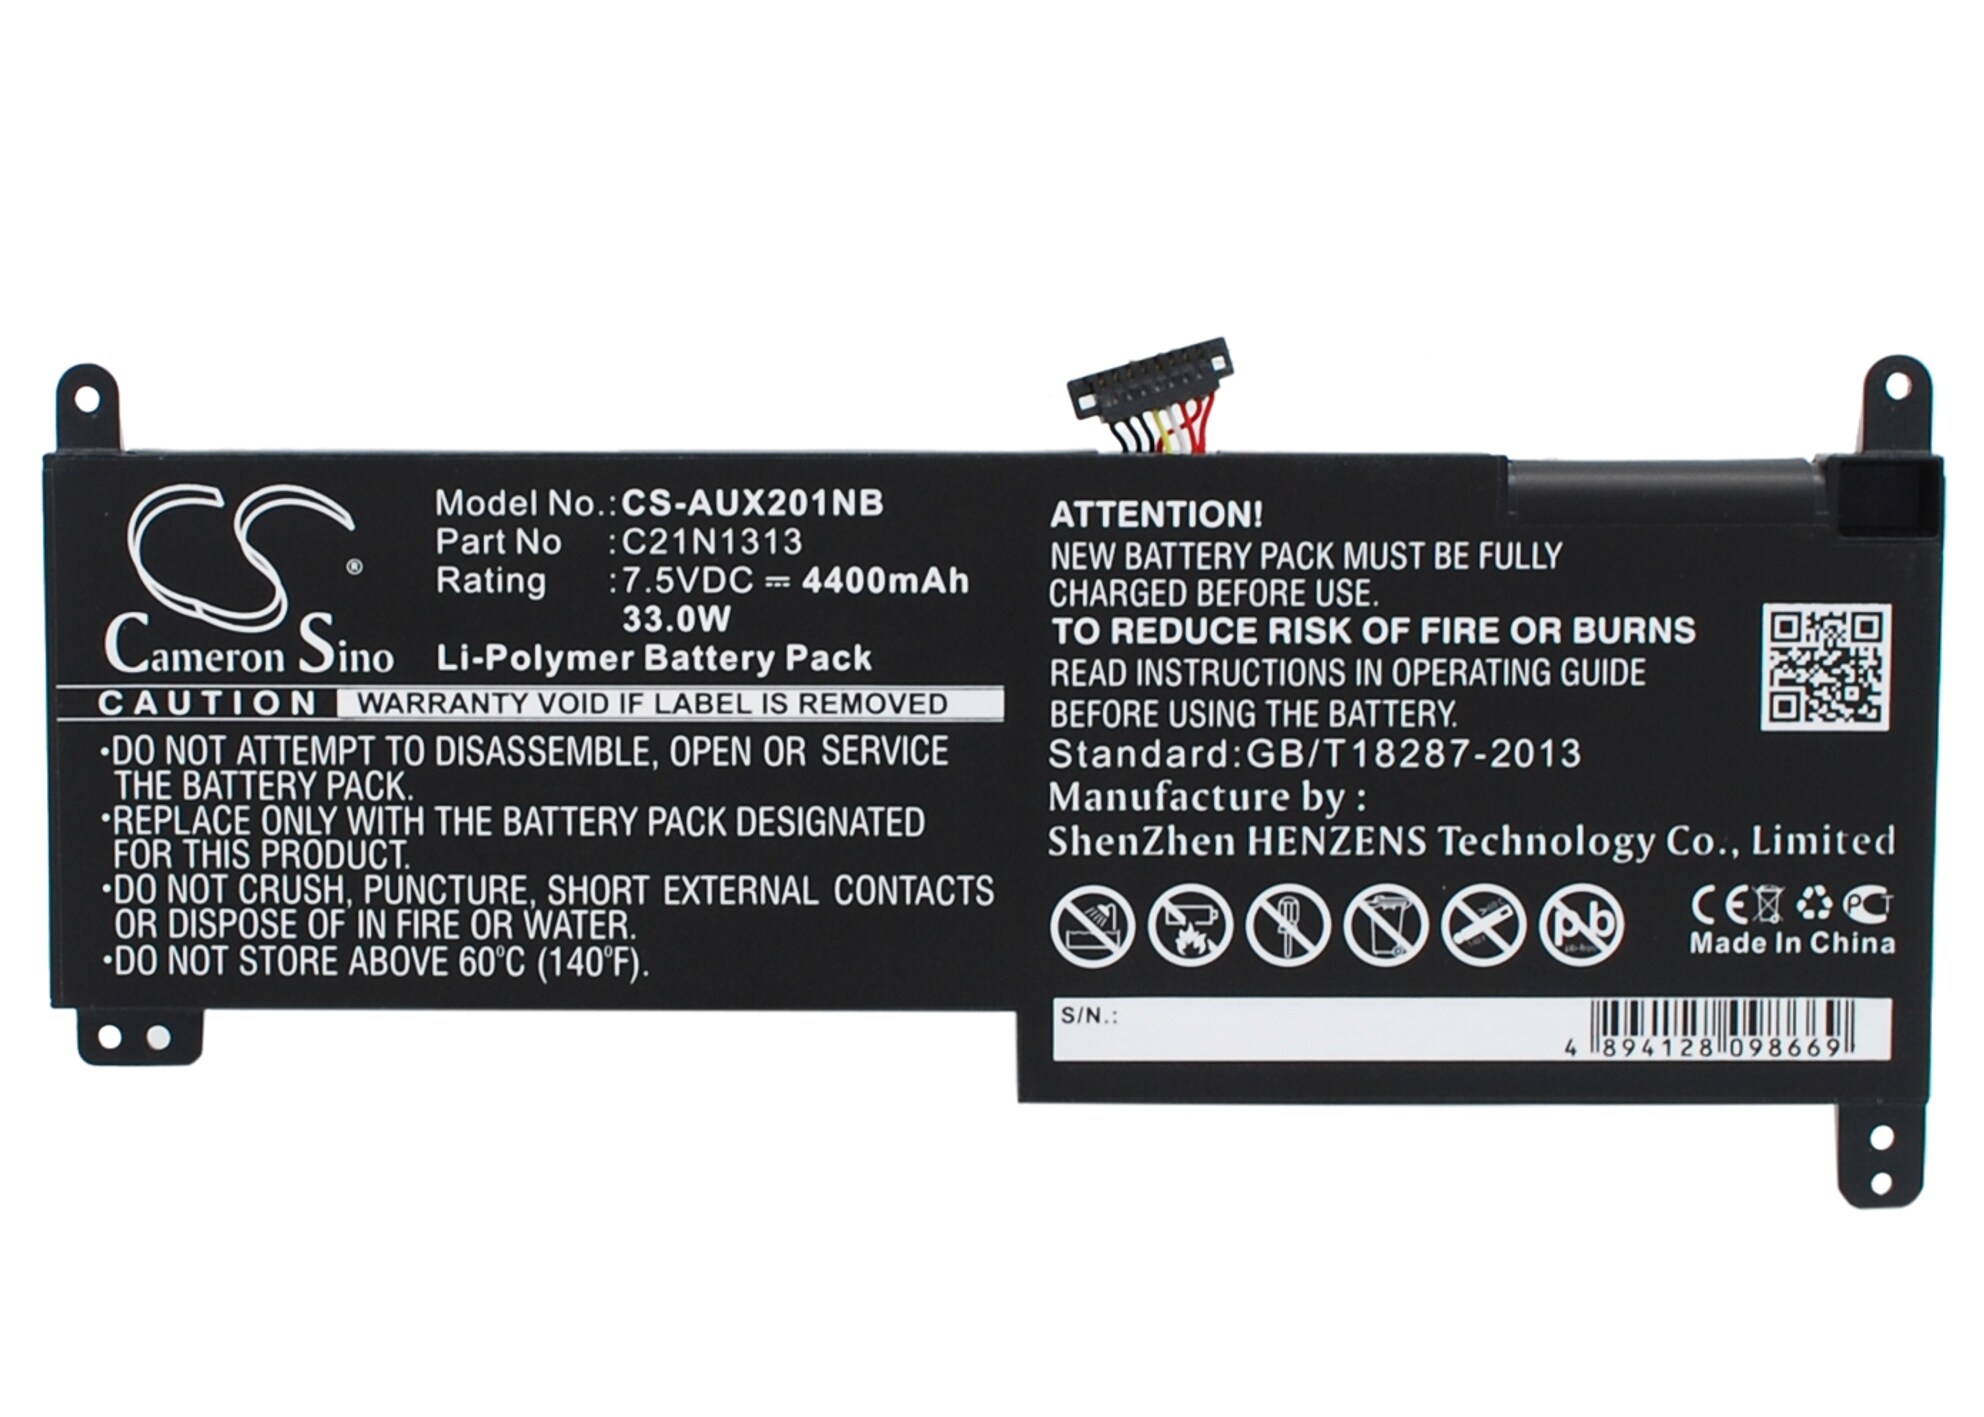 CS
®
Cameron Sino
Model No.: CS-AUX201NB
Part No : C21N1313
Rating : 7.5VDC ⎓ 4400mAh
33.0W
Li-Polymer Battery Pack
CAUTION WARRANTY VOID IF LABEL IS REMOVED
•DO NOT ATTEMPT TO DISASSEMBLE, OPEN OR SERVICE
THE BATTERY PACK.
•REPLACE ONLY WITH THE BATTERY PACK DESIGNATED
FOR THIS PRODUCT.
•DO NOT CRUSH, PUNCTURE, SHORT EXTERNAL CONTACTS
OR DISPOSE OF IN FIRE OR WATER.
•DO NOT STORE ABOVE 60°C (140°F).
ATTENTION!
NEW BATTERY PACK MUST BE FULLY
CHARGED BEFORE USE.
TO REDUCE RISK OF FIRE OR BURNS
READ INSTRUCTIONS IN OPERATING GUIDE
BEFORE USING THE BATTERY.
Standard:GB/T18287-2013
Manufacture by :
ShenZhen HENZENS Technology Co., Limited
pb
CE PCT
Made In China
S/N.:
4 894128 098669